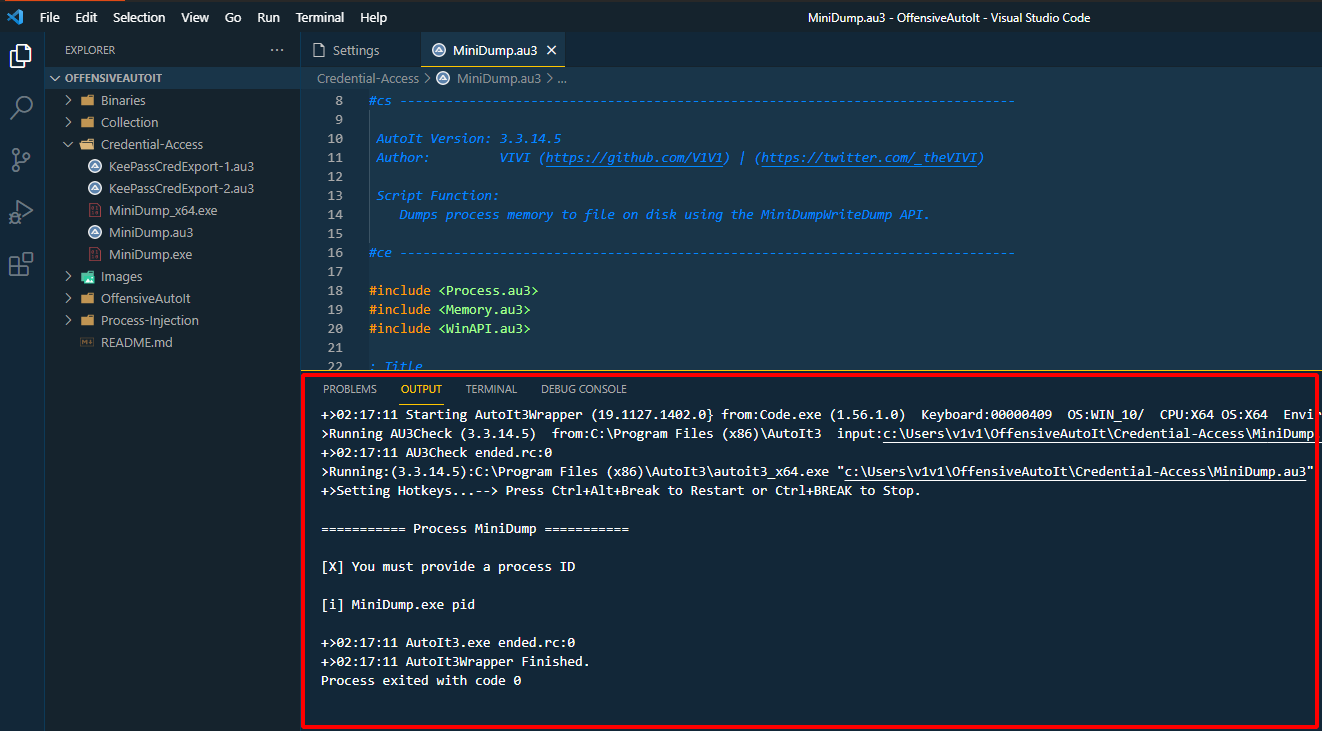 File Edit Selection View Go Run Terminal Help
MiniDump.au3 - OffensiveAutoIt - Visual Studio Code
EXPLORER ...
OFFENSIVEAUTOIT
Binaries
Collection
Credential-Access
KeePassCredExport-1.au3
KeePassCredExport-2.au3
MiniDump_x64.exe
MiniDump.au3
MiniDump.exe
Images
OffensiveAutoIt
Process-Injection
README.md
Settings MiniDump.au3
Credential-Access > MiniDump.au3 > ...
8 #cs --------------------------------------------------------------------------------
9
10 AutoIt Version: 3.3.14.5
11 Author: VIVI (https://github.com/V1V1) | (https://twitter.com/_theVIVI)
12
13 Script Function:
14 Dumps process memory to file on disk using the MiniDumpWriteDump API.
15
16 #ce --------------------------------------------------------------------------------
17
18 #include <Process.au3>
19 #include <Memory.au3>
20 #include <WinAPI.au3>
21
22 ; Title
PROBLEMS OUTPUT TERMINAL DEBUG CONSOLE
+>02:17:11 Starting AutoIt3Wrapper (19.1127.1402.0} from:Code.exe (1.56.1.0) Keyboard:00000409 OS:WIN_10/ CPU:X64 OS:X64 Envi
>Running AU3Check (3.3.14.5) from:C:\Program Files (x86)\AutoIt3 input:c:\Users\v1v1\OffensiveAutoIt\Credential-Access\MiniDump
+>02:17:11 AU3Check ended.rc:0
>Running:(3.3.14.5):C:\Program Files (x86)\AutoIt3\autoit3_x64.exe "c:\Users\v1v1\OffensiveAutoIt\Credential-Access\MiniDump.au3"
+>Setting Hotkeys...--> Press Ctrl+Alt+Break to Restart or Ctrl+BREAK to Stop.
=========== Process MiniDump ===========
[X] You must provide a process ID
[i] MiniDump.exe pid
+>02:17:11 AutoIt3.exe ended.rc:0
+>02:17:11 AutoIt3Wrapper Finished.
Process exited with code 0